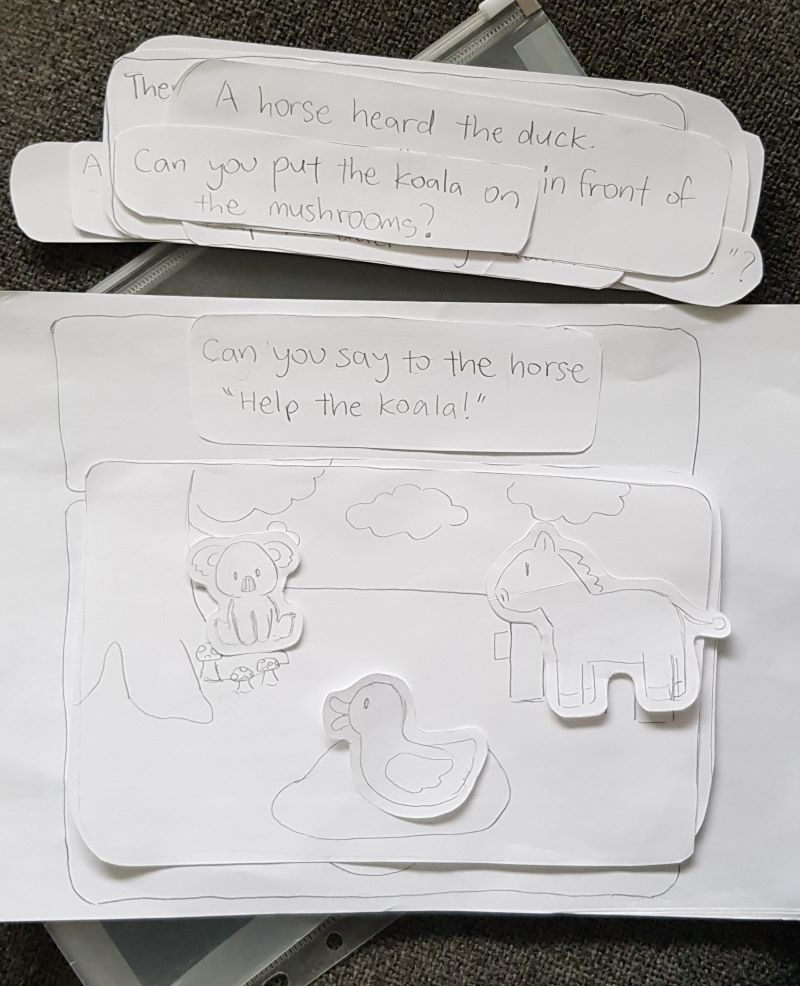 The
A horse heard the duck.
A
Can you put the koala on
the mushrooms?
in front of
"?
Can you say to the horse
"Help the koala!"